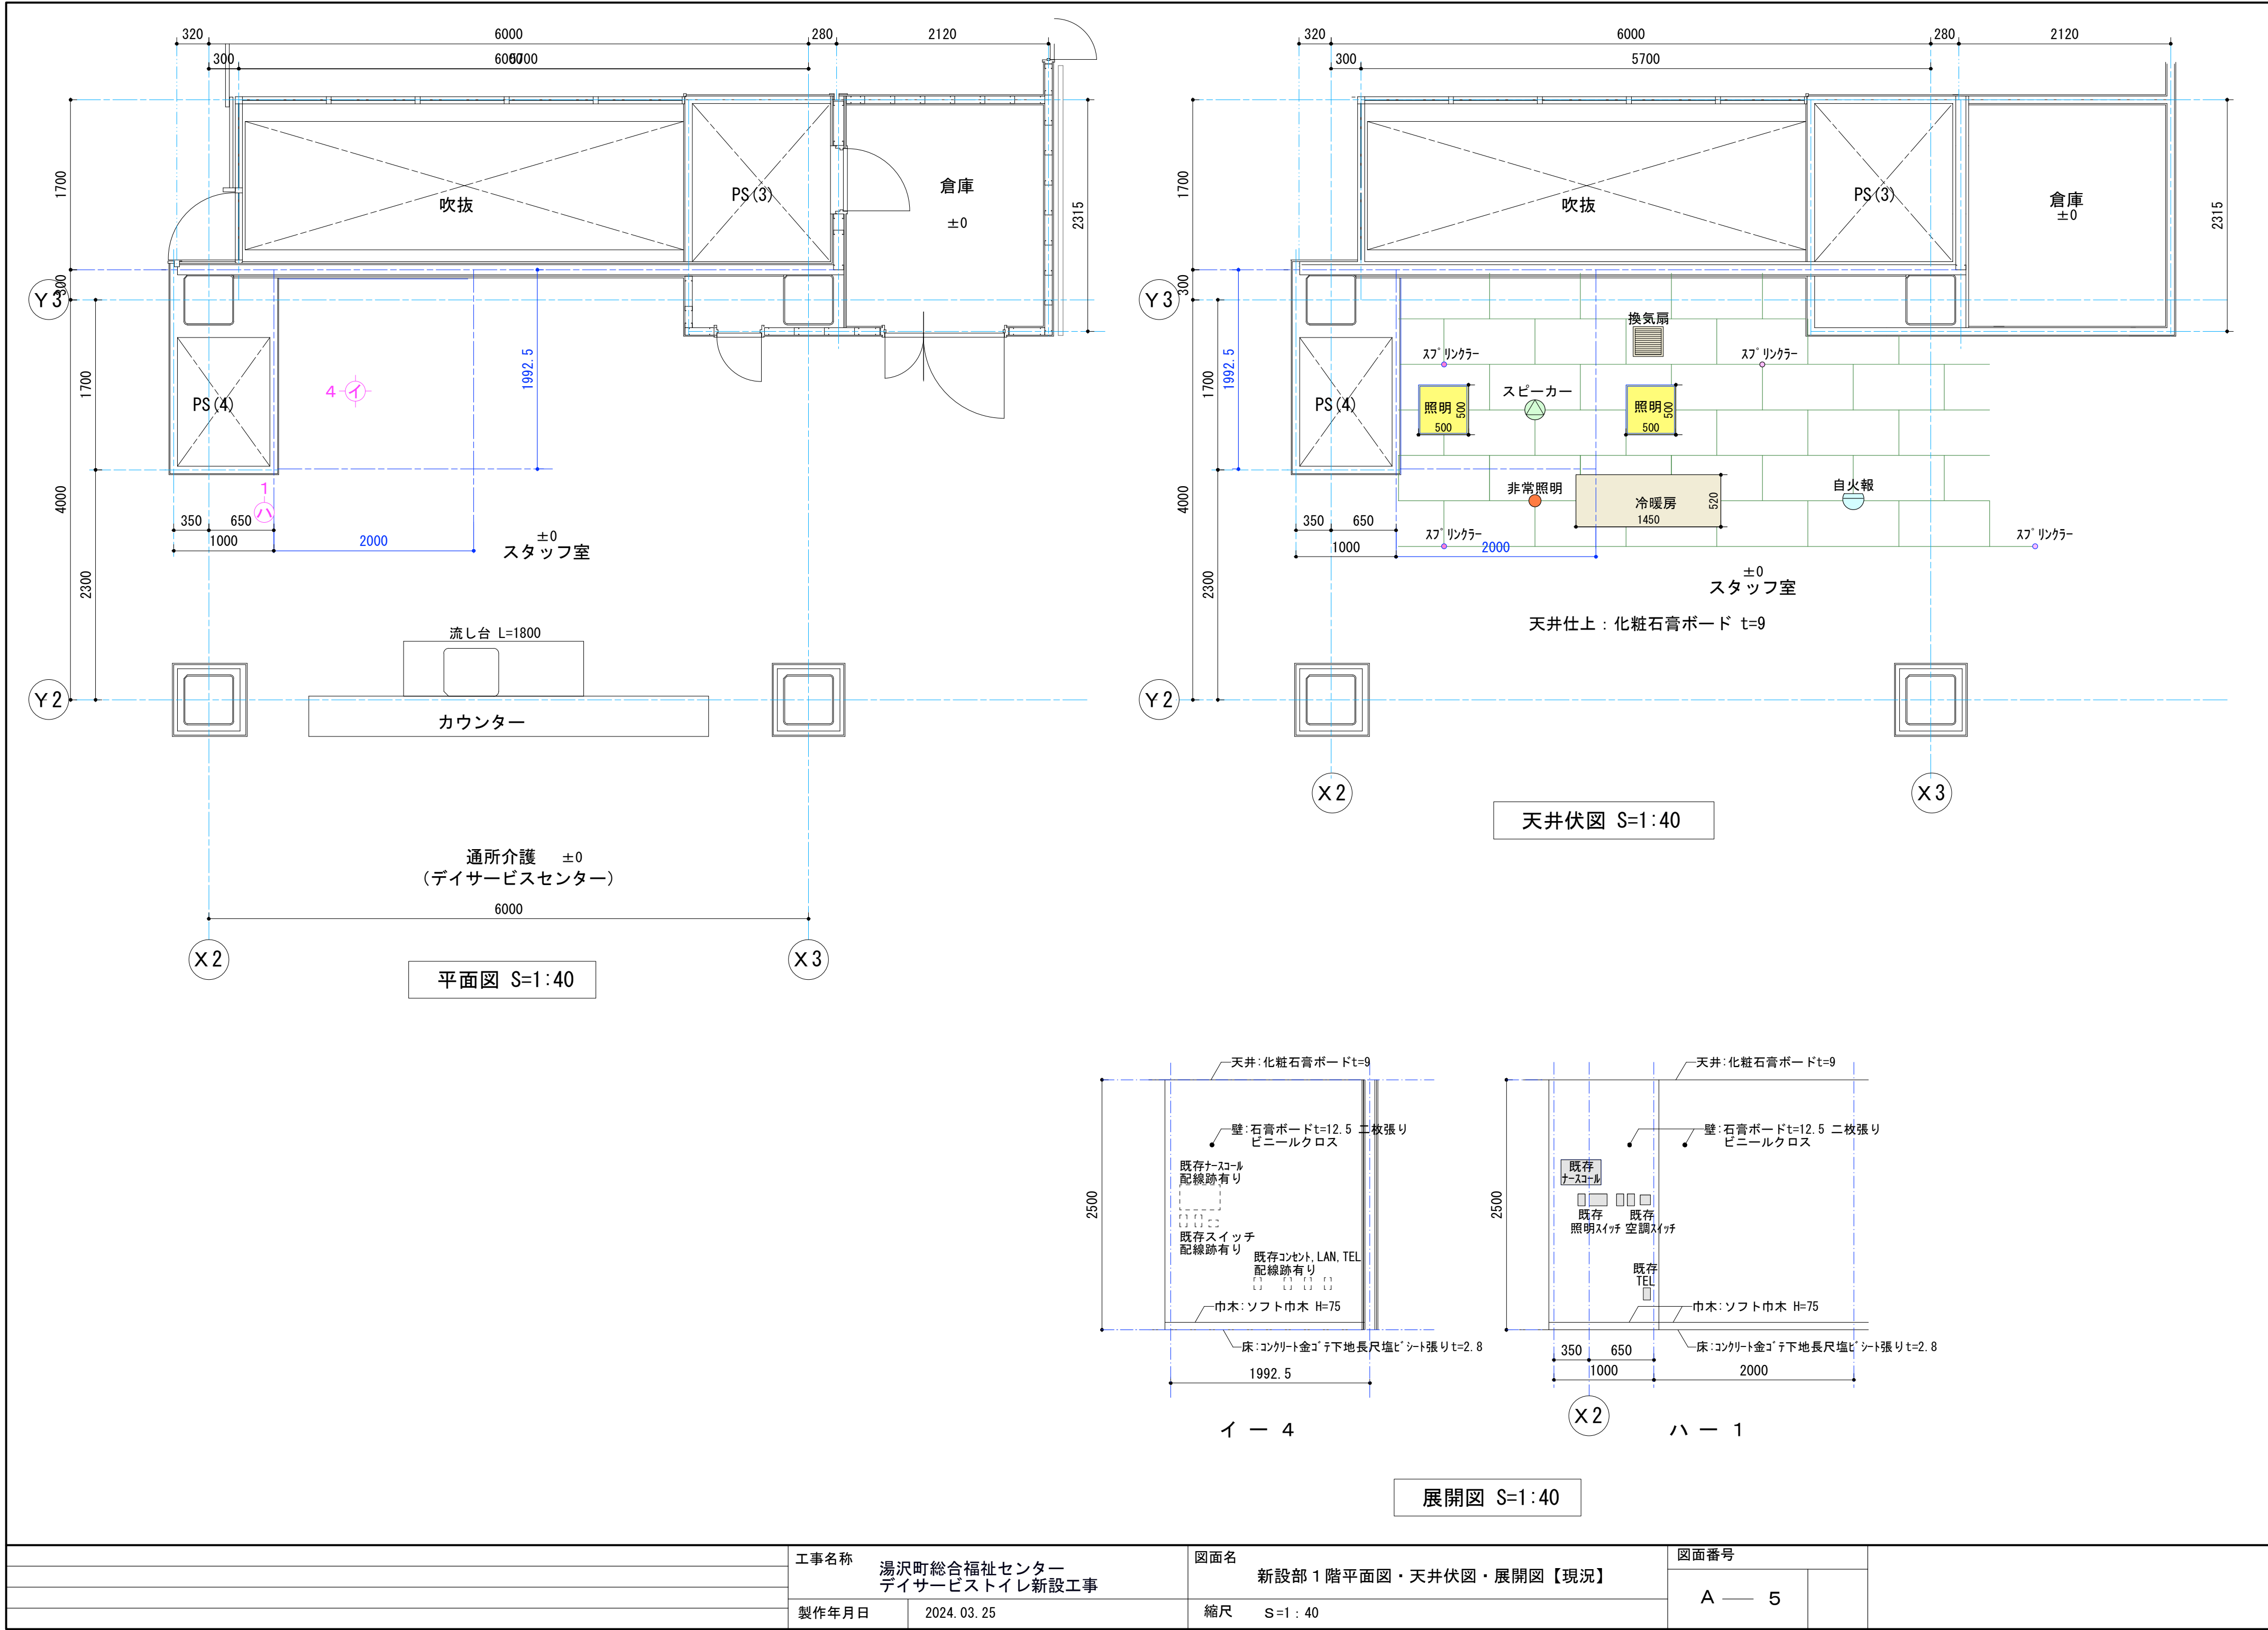 320
6000
280
2120
300
6000
5700
1700
300
Y3
1700
4000
2300
Y2
吹抜
PS(3)
倉庫
±0
2315
PS(4)
4
イ
1992.5
1
ハ
350
650
1000
2000
±0
スタッフ室
流し台 L=1800
カウンター
通所介護 ±0
(デイサービスセンター)
6000
X2
X3
平面図 S=1:40
320
6000
280
2120
300
5700
1700
300
Y3
1992.5
1700
4000
2300
Y2
吹抜
PS(3)
倉庫
±0
2315
換気扇
スプリンクラー
スプリンクラー
PS(4)
スピーカー
照明
500
500
照明
500
500
非常照明
冷暖房
520
1450
自火報
スプリンクラー
スプリンクラー
350
650
1000
2000
±0
スタッフ室
天井仕上：化粧石膏ボード t=9
X2
X3
天井伏図 S=1:40
天井:化粧石膏ボードt=9
壁:石膏ボードt=12.5 二枚張り
ビニールクロス
既存ナースコール
配線跡有り
既存スイッチ
配線跡有り
既存コンセント,LAN,TEL
配線跡有り
巾木:ソフト巾木 H=75
床:コンクリート金ゴテ下地長尺塩ビシート張りt=2.8
2500
1992.5
イ ー 4
天井:化粧石膏ボードt=9
壁:石膏ボードt=12.5 二枚張り
ビニールクロス
既存
ナースコール
既存
照明スイッチ
既存
空調スイッチ
既存
TEL
巾木:ソフト巾木 H=75
床:コンクリート金ゴテ下地長尺塩ビシート張りt=2.8
2500
350
650
1000
2000
X2
ハ ー 1
展開図 S=1:40
工事名称
湯沢町総合福祉センター
デイサービストイレ新設工事
製作年月日
2024.03.25
図面名
新設部1階平面図・天井伏図・展開図【現況】
縮尺
S=1：40
図面番号
A — 5